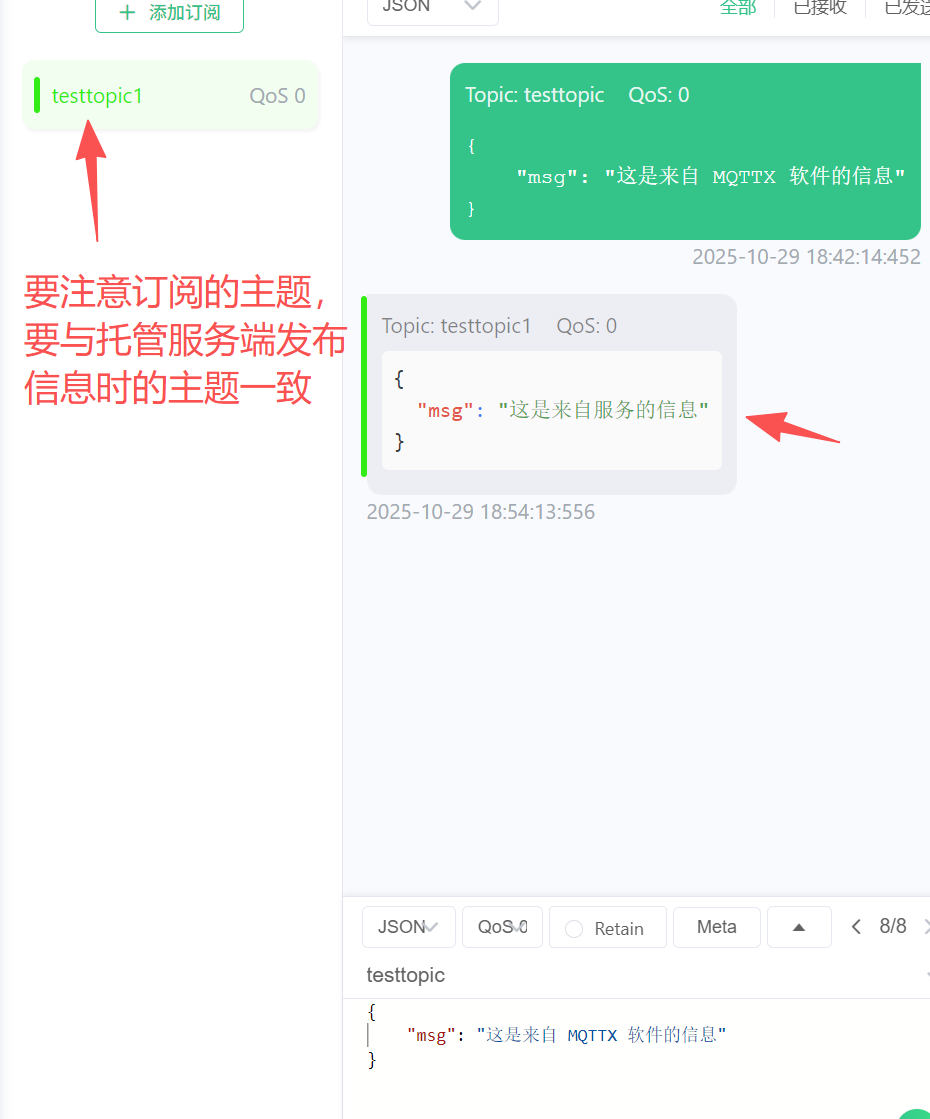 添加订阅
testtopic1 QoS 0
要注意订阅的主题，
要与托管服务端发布
信息时的主题一致
JSON
全部 已接收 已发送
Topic: testtopic QoS: 0
{
"msg": "这是来自 MQTTX 软件的信息"
}
2025-10-29 18:42:14:452
Topic: testtopic1 QoS: 0
{
"msg": "这是来自服务的信息"
}
2025-10-29 18:54:13:556
JSON QoS 0 Retain Meta 8/8
testtopic
{
"msg": "这是来自 MQTTX 软件的信息"
}